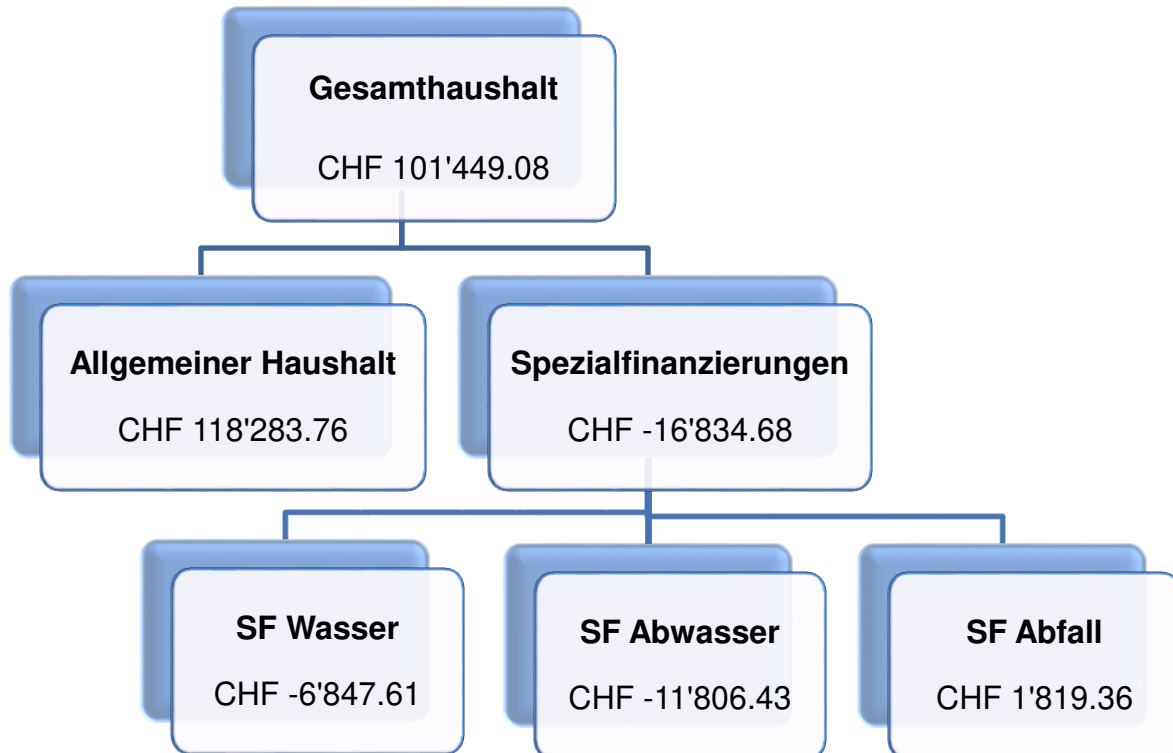 Gesamthaushalt
CHF 101'449.08
Allgemeiner Haushalt
CHF 118'283.76
Spezialfinanzierungen
CHF -16'834.68
SF Wasser
CHF -6'847.61
SF Abwasser
CHF -11'806.43
SF Abfall
CHF 1'819.36